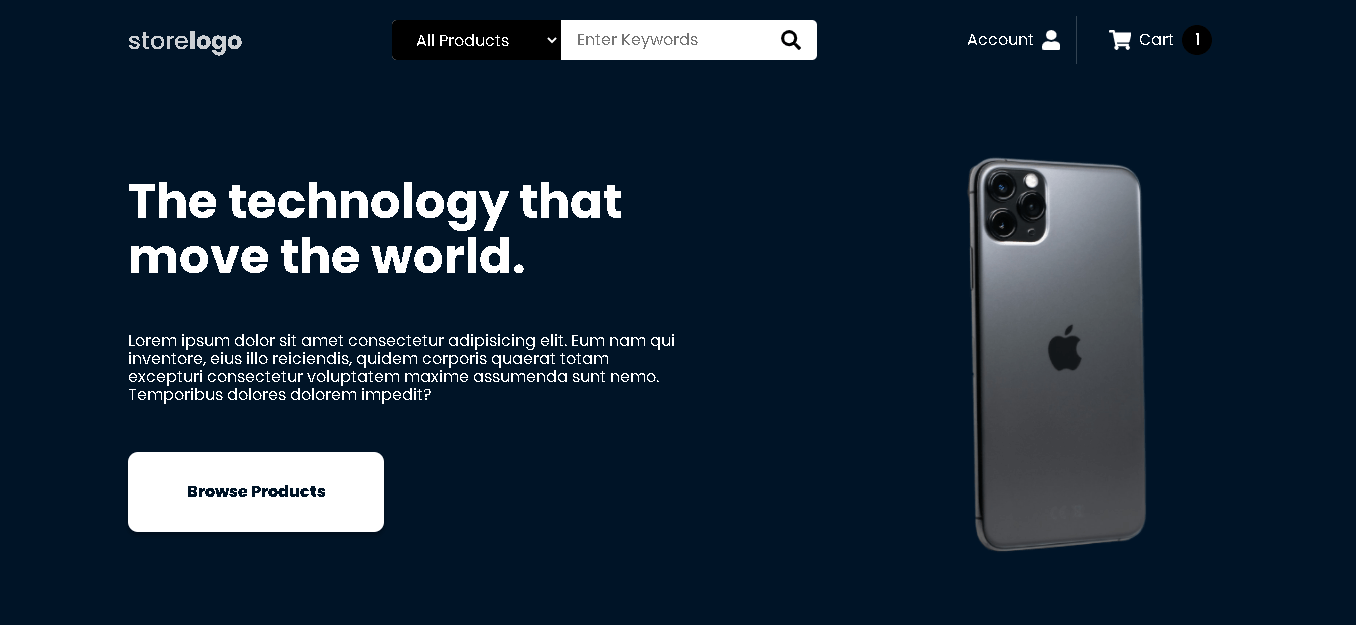 storelogo
All Products
Enter Keywords
Account
Cart
1
The technology that
move the world.
Lorem ipsum dolor sit amet consectetur adipisicing elit. Eum nam qui
inventore, eius illo reiciendis, quidem corporis quaerat totam
excepturi consectetur voluptatem maxime assumenda sunt nemo.
Temporibus dolores dolorem impedit?
Browse Products